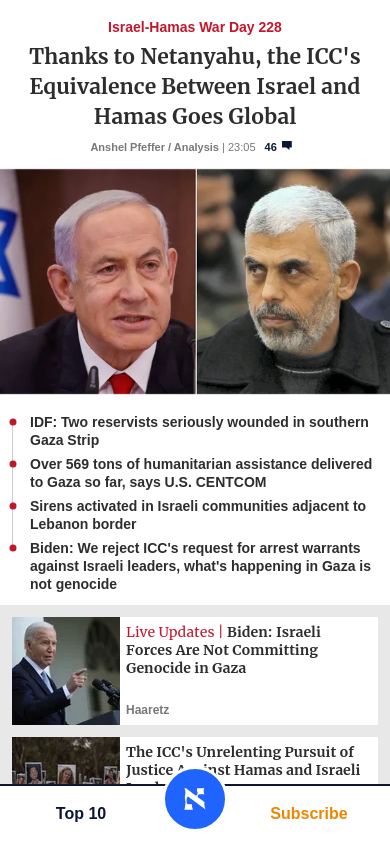 Israel-Hamas War Day 228
Thanks to Netanyahu, the ICC's
Equivalence Between Israel and
Hamas Goes Global
Anshel Pfeffer / Analysis | 23:05 46
IDF: Two reservists seriously wounded in southern
Gaza Strip
Over 569 tons of humanitarian assistance delivered
to Gaza so far, says U.S. CENTCOM
Sirens activated in Israeli communities adjacent to
Lebanon border
Biden: We reject ICC's request for arrest warrants
against Israeli leaders, what's happening in Gaza is
not genocide
Live Updates | Biden: Israeli
Forces Are Not Committing
Genocide in Gaza
Haaretz
The ICC's Unrelenting Pursuit of
Justice Against Hamas and Israeli
Top 10
Subscribe